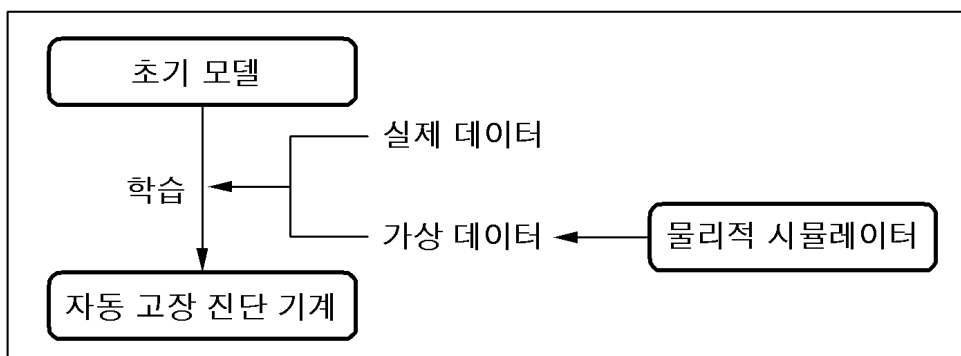 초기 모델
실제 데이터
학습
가상 데이터
물리적 시뮬레이터
자동 고장 진단 기계